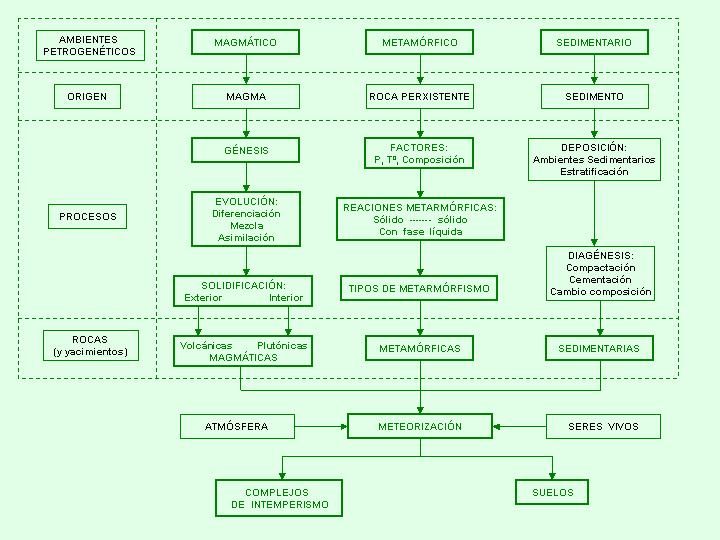 AMBIENTES
PETROGENÉTICOS
MAGMÁTICO
METAMÓRFICO
SEDIMENTARIO
ORIGEN
MAGMA
ROCA PERXISTENTE
SEDIMENTO
PROCESOS
GÉNESIS
EVOLUCIÓN:
Diferenciación
Mezcla
Asimilación
SOLIDIFICACIÓN:
Exterior Interior
FACTORES:
P, Tª, Composición
REACIONES METARMÓRFICAS:
Sólido ------- sólido
Con fase líquida
TIPOS DE METARMÓRFISMO
DEPOSICIÓN:
Ambientes Sedimentarios
Estratificación
DIAGÉNESIS:
Compactación
Cementación
Cambio composición
ROCAS
(y yacimientos)
Volcánicas Plutónicas
MAGMÁTICAS
METAMÓRFICAS
SEDIMENTARIAS
ATMÓSFERA
METEORIZACIÓN
SERES VIVOS
COMPLEJOS
DE INTEMPERISMO
SUELOS